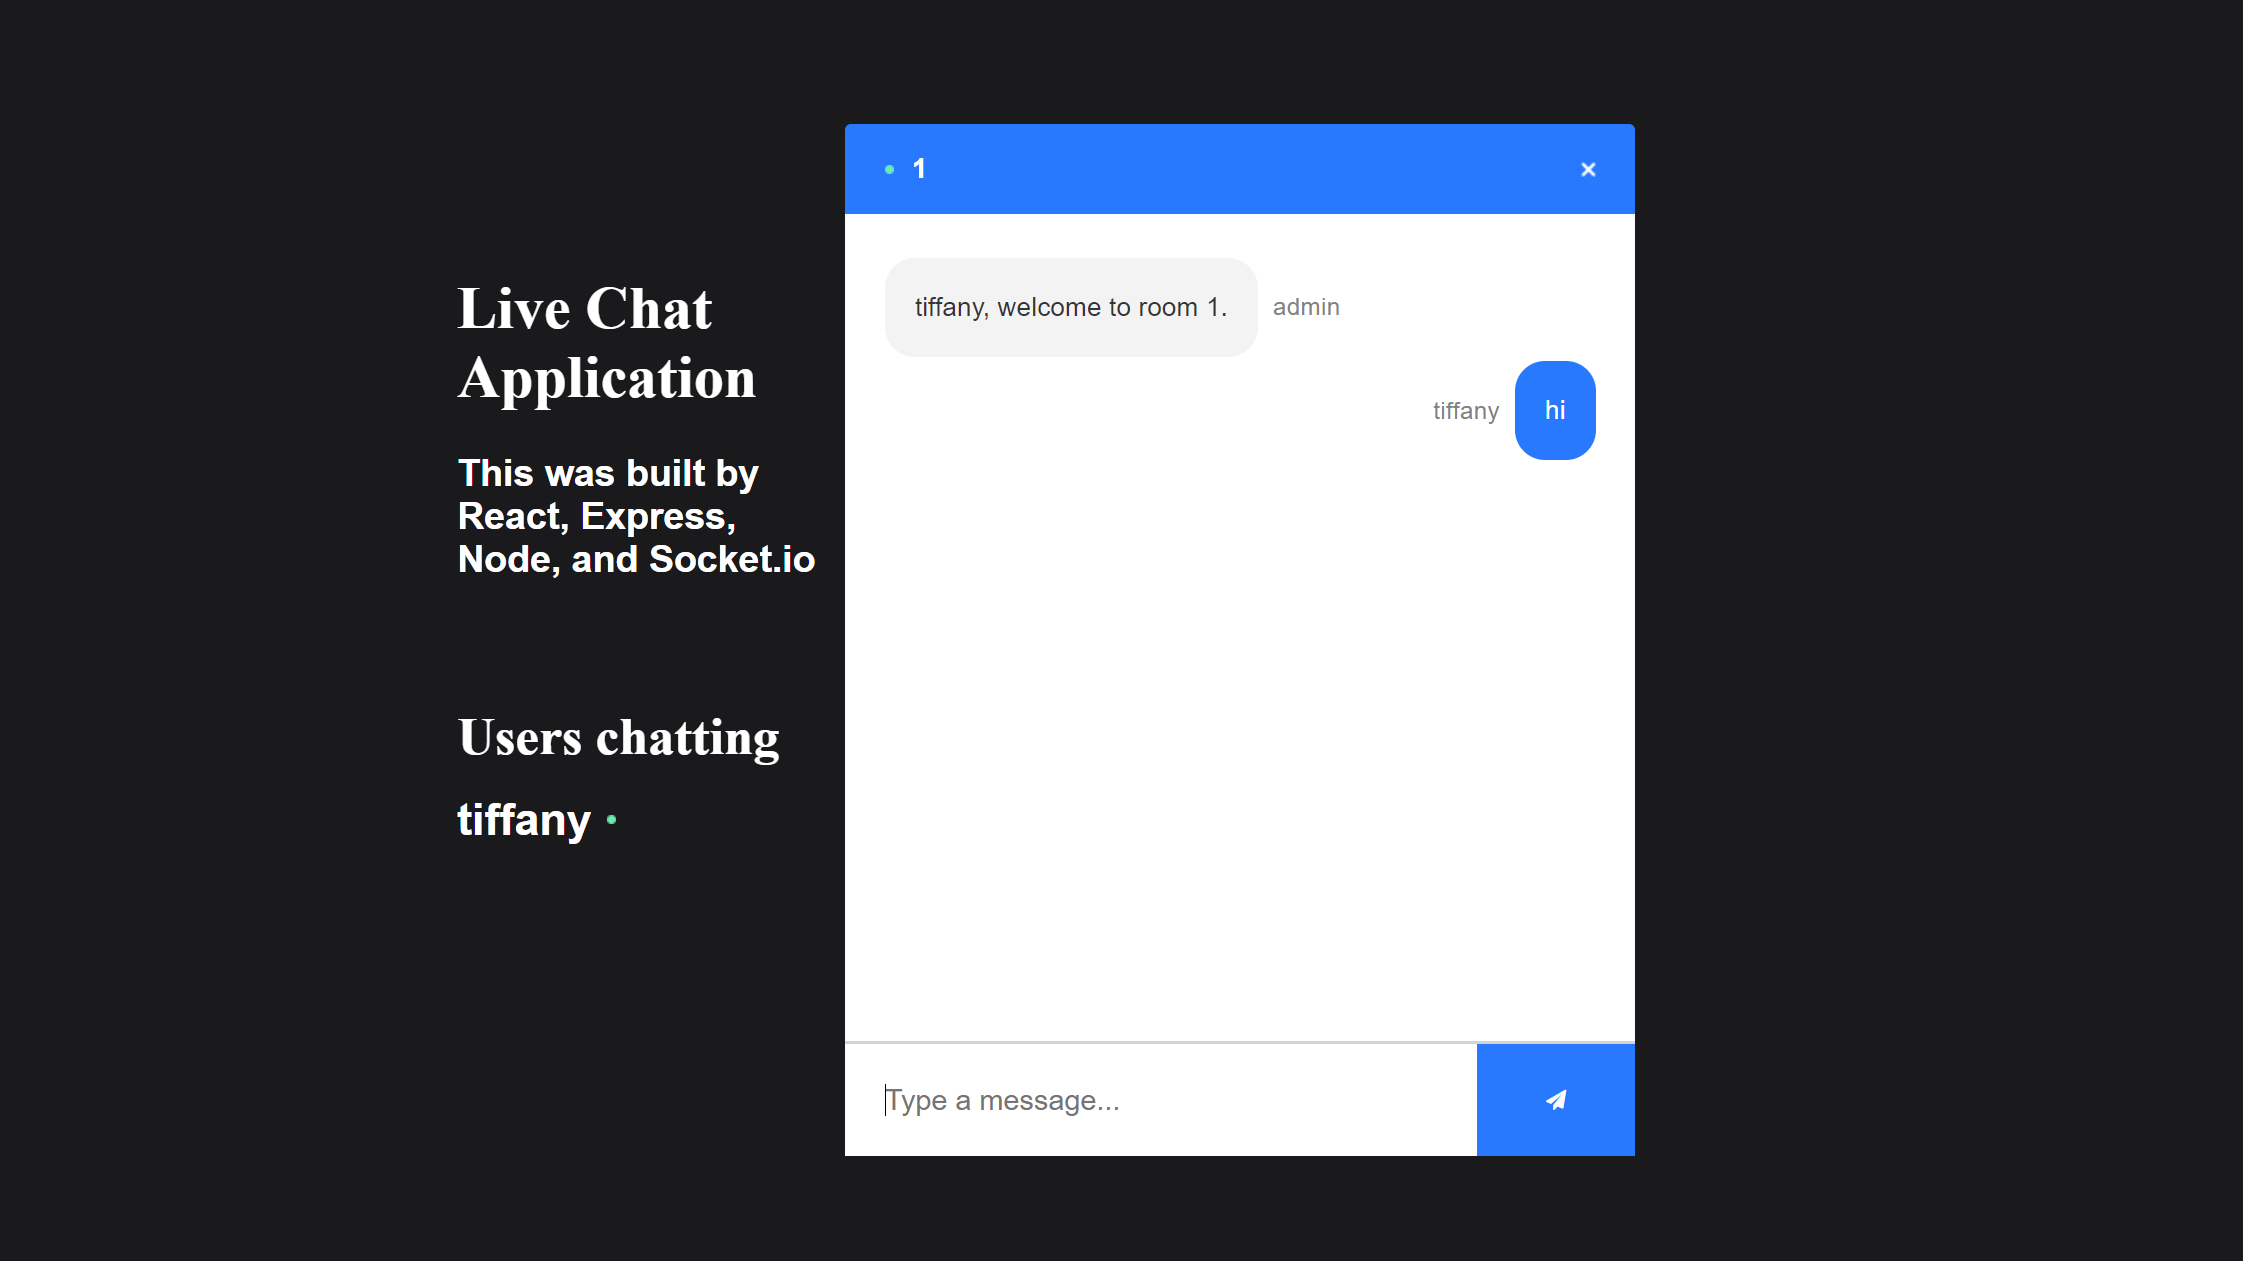 Live Chat
Application
This was built by
React, Express,
Node, and Socket.io
Users chatting
tiffany
1
tiffany, welcome to room 1.
admin
tiffany
hi
Type a message...